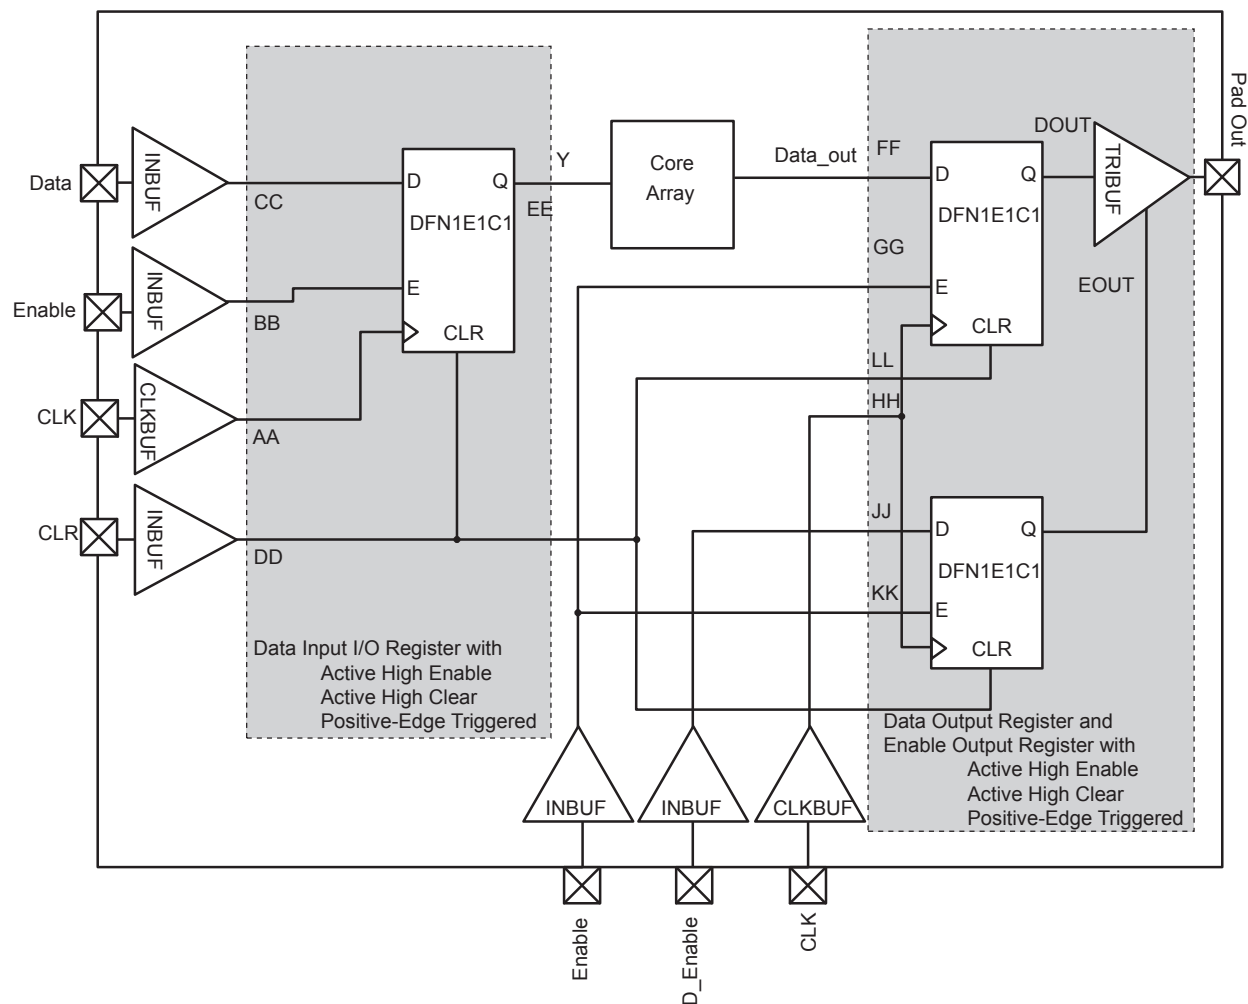 Pad Out
DOUT
Data
INBUF
CC
D
Q
DFN1E1C1
E
CLR
Y
EE
Core
Array
Data_out
FF
D
Q
DFN1E1C1
E
CLR
TRIBUF
GG
EOUT
Enable
INBUF
BB
CLK
CLKBUF
AA
LL
HH
CLR
INBUF
DD
JJ
D
Q
DFN1E1C1
KK
E
CLR
Data Input I/O Register with
Active High Enable
Active High Clear
Positive-Edge Triggered
Data Output Register and
Enable Output Register with
Active High Enable
Active High Clear
Positive-Edge Triggered
INBUF
INBUF
CLKBUF
Enable
D_Enable
CLK